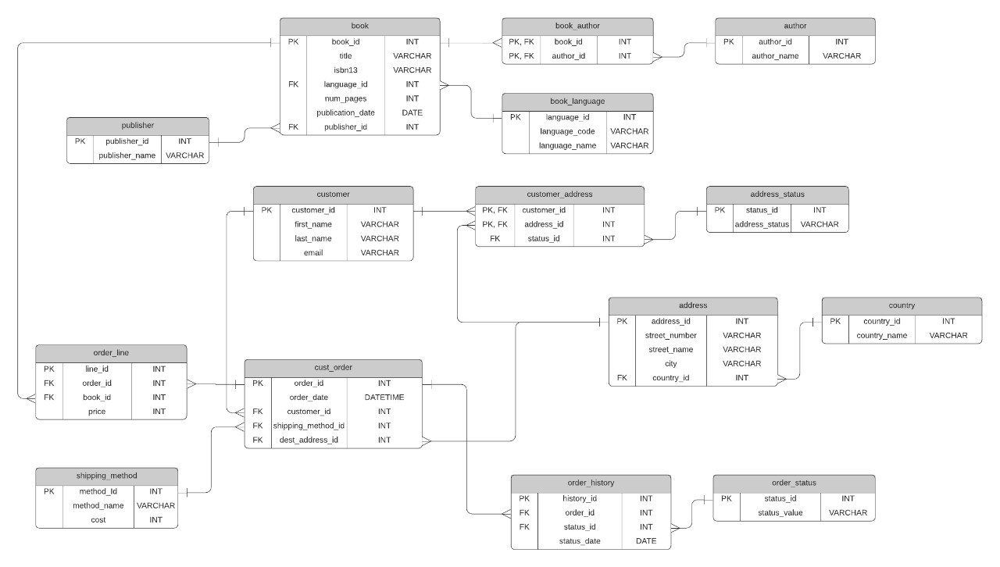 book
PK book_id INT
title VARCHAR
isbn13 VARCHAR
FK language_id INT
num_pages INT
publication_date DATE
FK publisher_id INT
book_author
PK, FK book_id INT
PK, FK author_id INT
author
PK author_id INT
author_name VARCHAR
book_language
PK language_id INT
language_code VARCHAR
language_name VARCHAR
publisher
PK publisher_id INT
publisher_name VARCHAR
customer
PK customer_id INT
first_name VARCHAR
last_name VARCHAR
email VARCHAR
customer_address
PK, FK customer_id INT
PK, FK address_id INT
FK status_id INT
address_status
PK status_id INT
address_status VARCHAR
address
PK address_id INT
street_number VARCHAR
street_name VARCHAR
city VARCHAR
FK country_id INT
country
PK country_id INT
country_name VARCHAR
order_line
PK line_id INT
FK order_id INT
FK book_id INT
price INT
cust_order
PK order_id INT
order_date DATETIME
FK customer_id INT
FK shipping_method_id INT
FK dest_address_id INT
shipping_method
PK method_Id INT
method_name VARCHAR
cost INT
order_history
PK history_id INT
FK order_id INT
FK status_id INT
status_date DATE
order_status
PK status_id INT
status_value VARCHAR